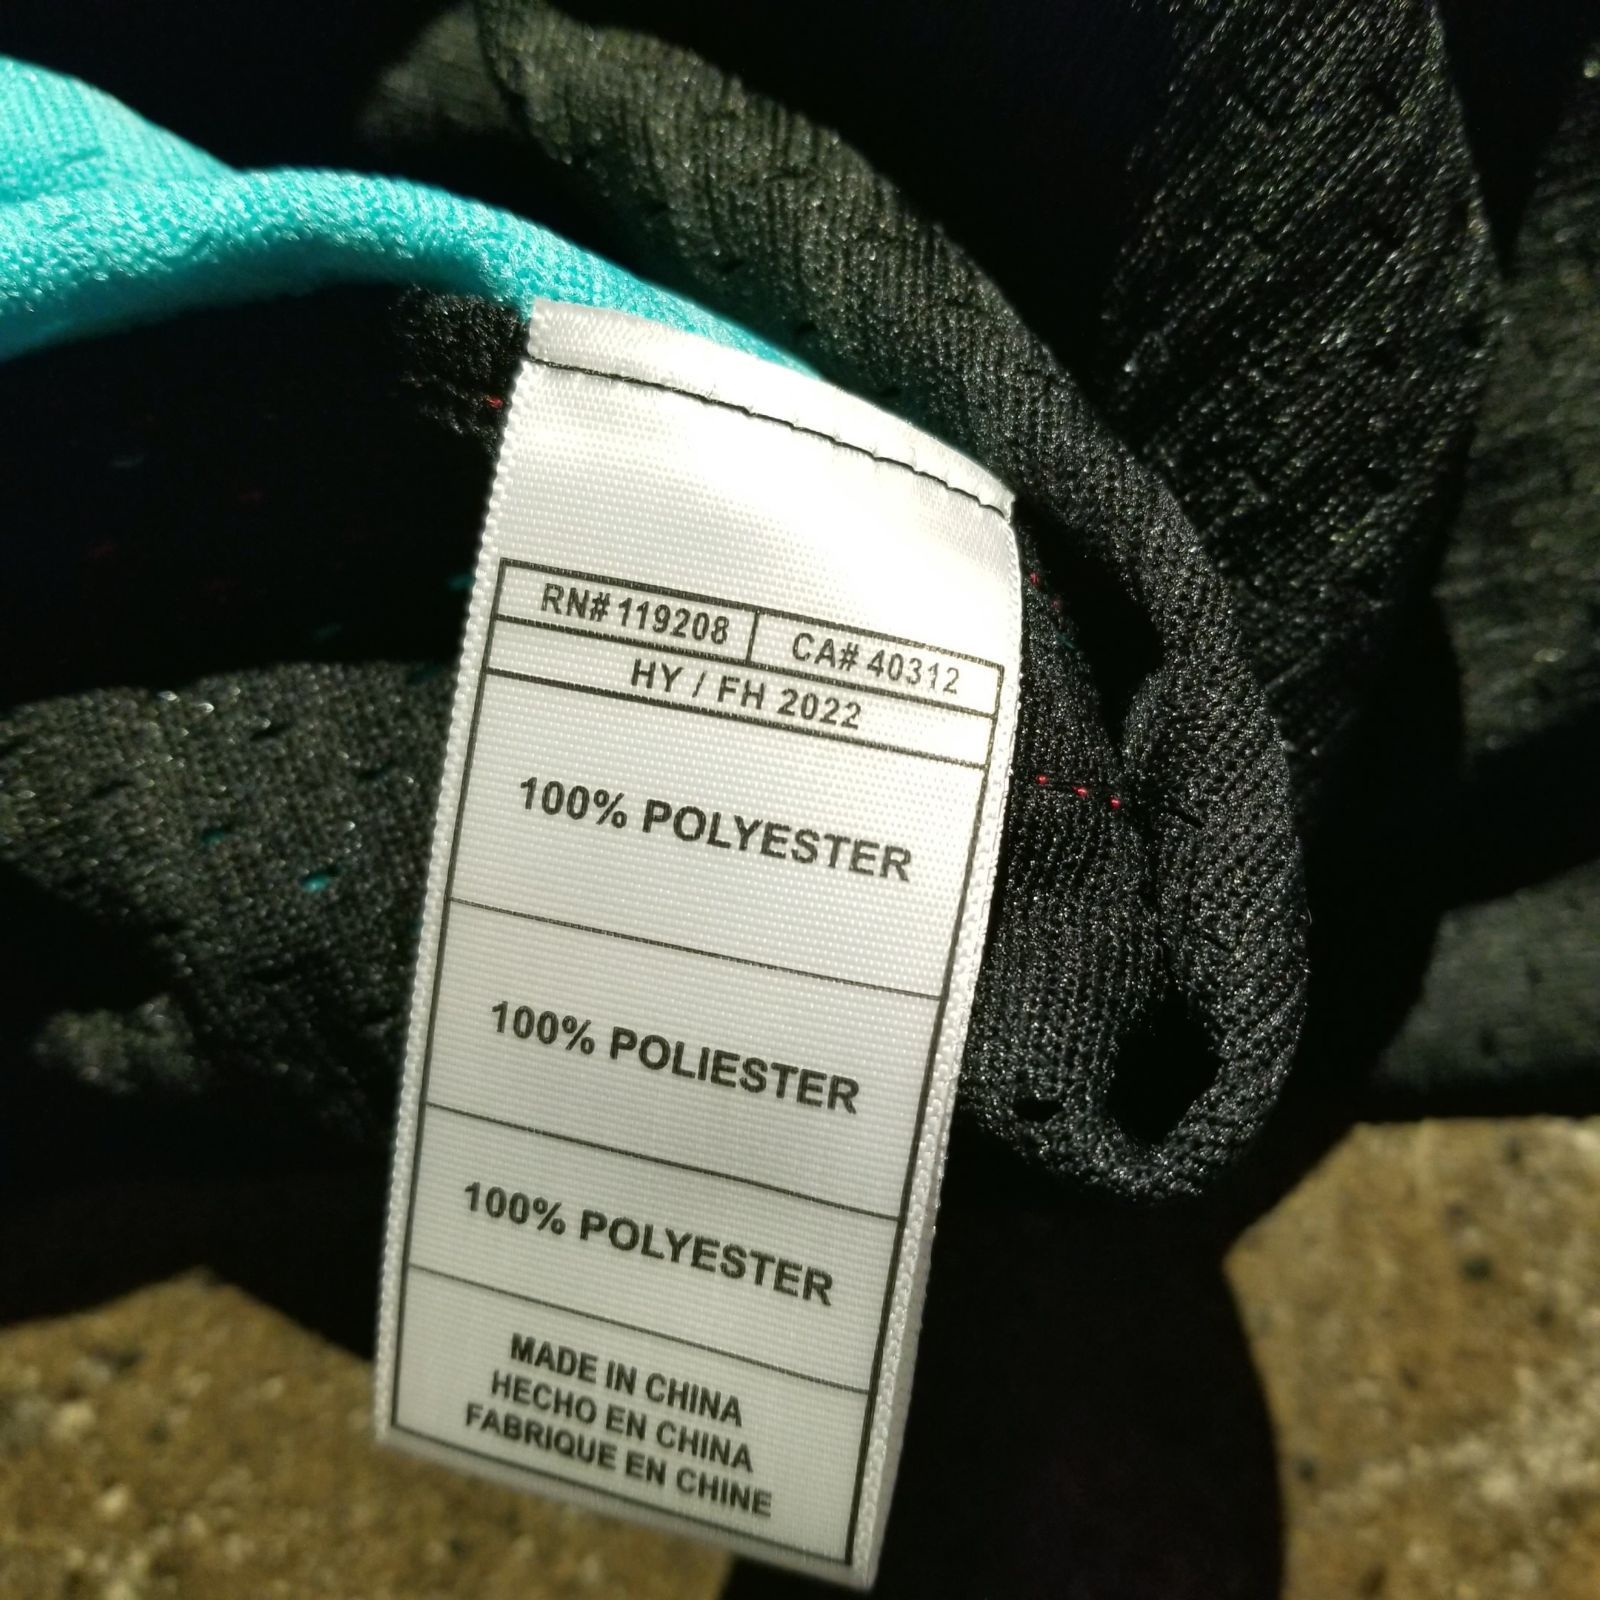 RN# 119208 CA# 40312
HY / FH 2022
100% POLYESTER
100% POLIESTER
100% POLYESTER
MADE IN CHINA
HECHO EN CHINA
FABRIQUE EN CHINE